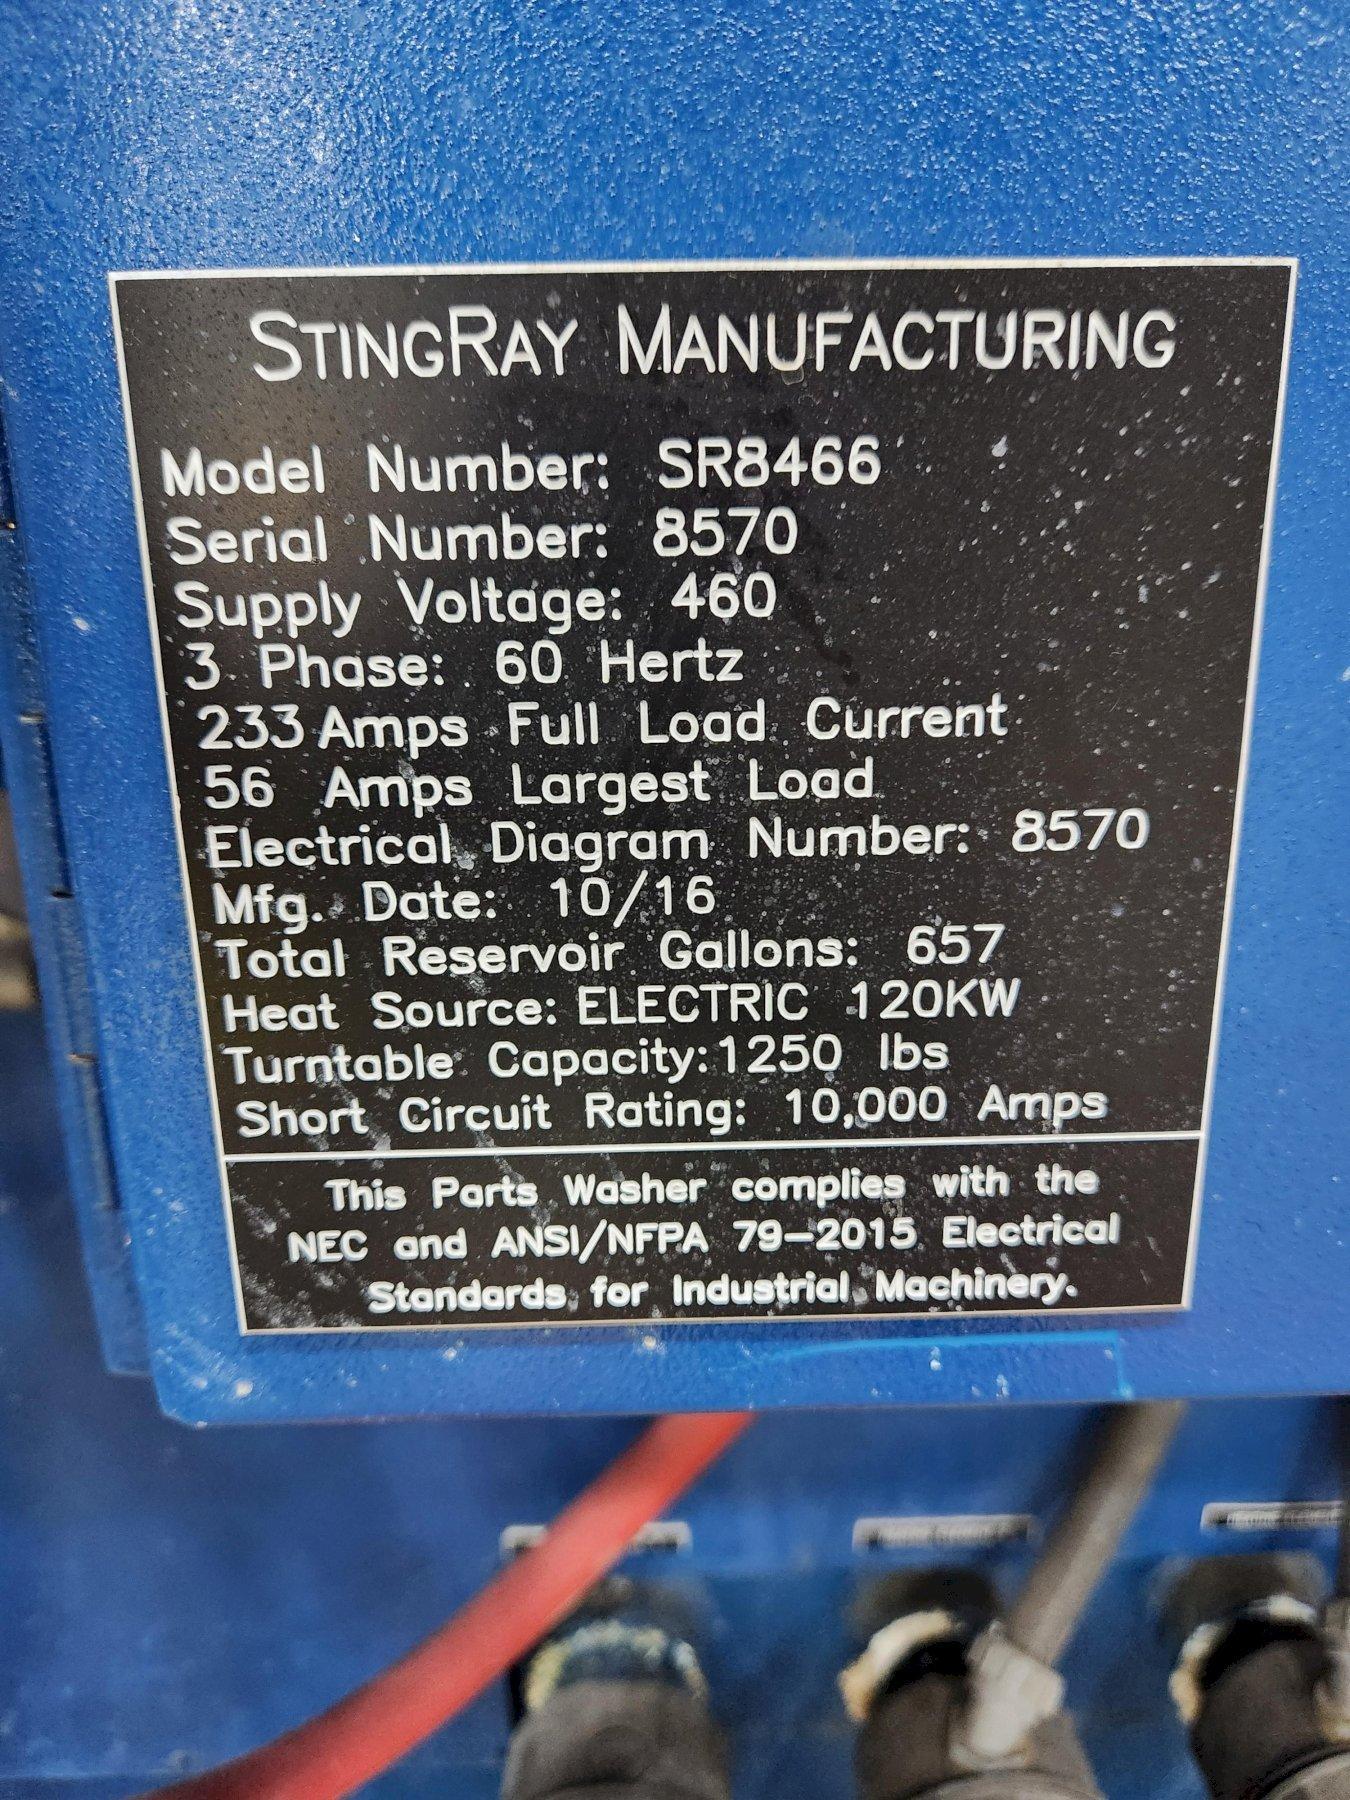 STINGRAY MANUFACTURING
Model Number: SR8466
Serial Number: 8570
Supply Voltage: 460
3 Phase: 60 Hertz
233 Amps Full Load Current
56 Amps Largest Load
Electrical Diagram Number: 8570
Mfg. Date: 10/16
Total Reservoir Gallons: 657
Heat Source: ELECTRIC 120KW
Turntable Capacity: 1250 lbs
Short Circuit Rating: 10,000 Amps
This Parts Washer complies with the
NEC and ANSI/NFPA 79-2015 Electrical
Standards for Industrial Machinery.